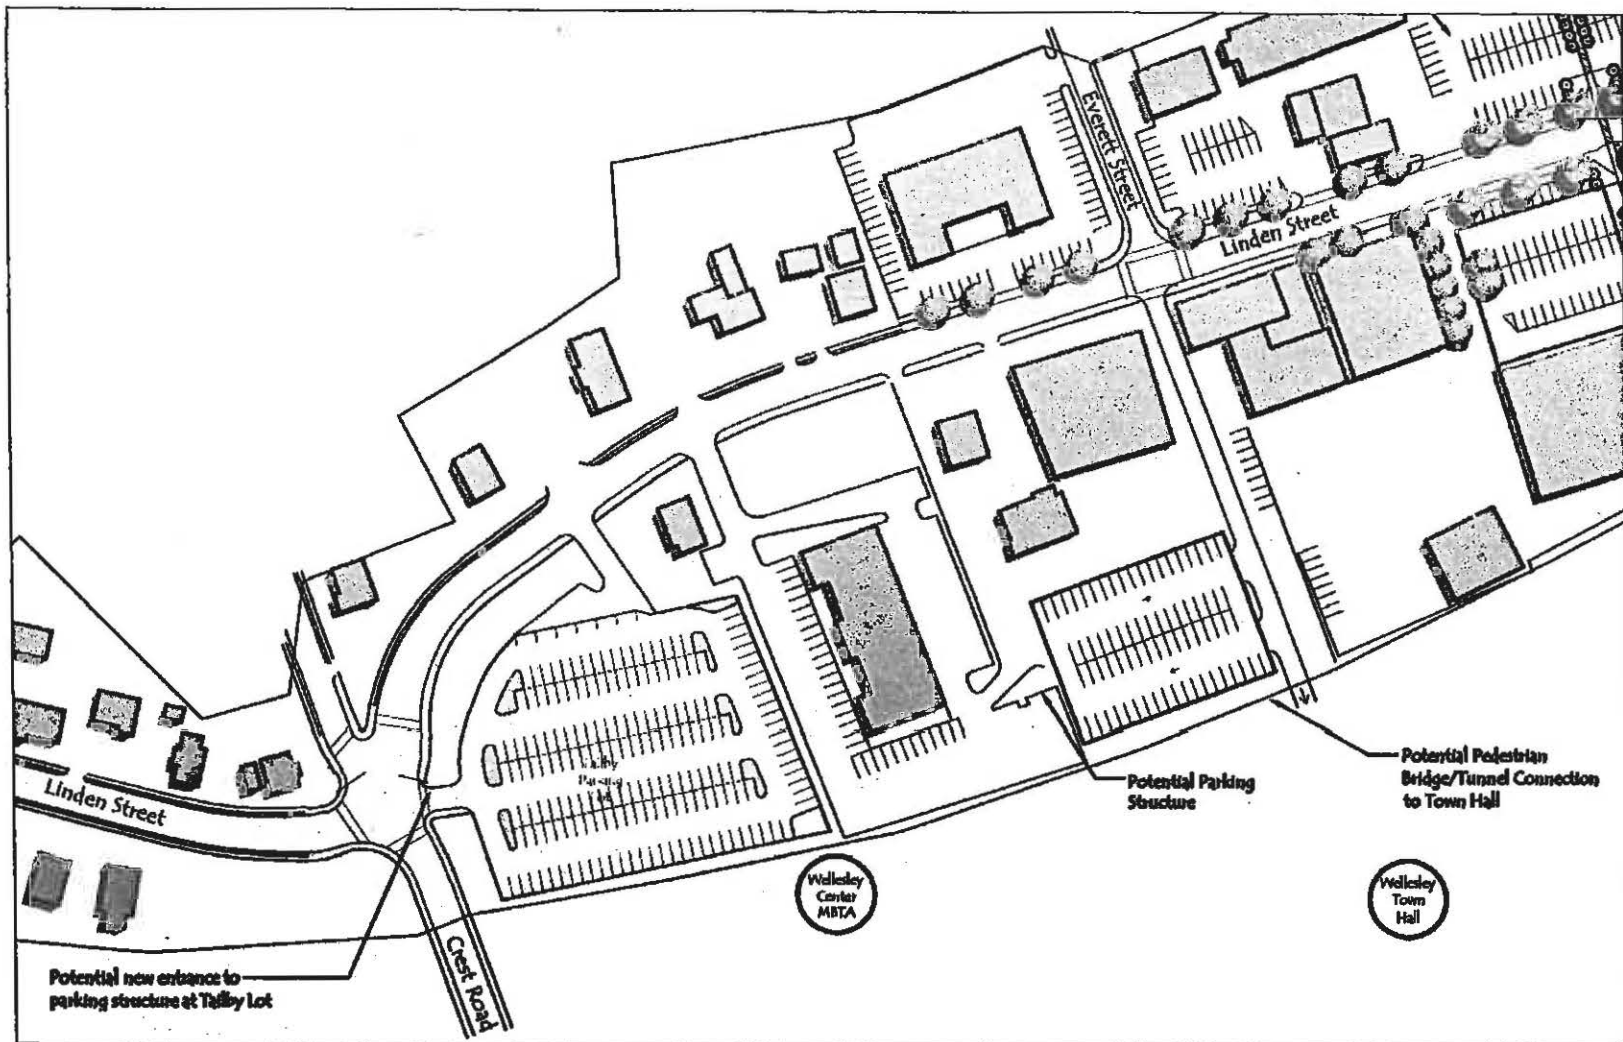 Everett Street
Linden Street
Linden Street
Parking
Potential Parking
Structure
Potential Pedestrian
Bridge/Tunnel Connection
to Town Hall
Wellesley
Center
MBTA
Wellesley
Town
Hall
Crest Road
Potential new entrance to
parking structure at Tailby Lot